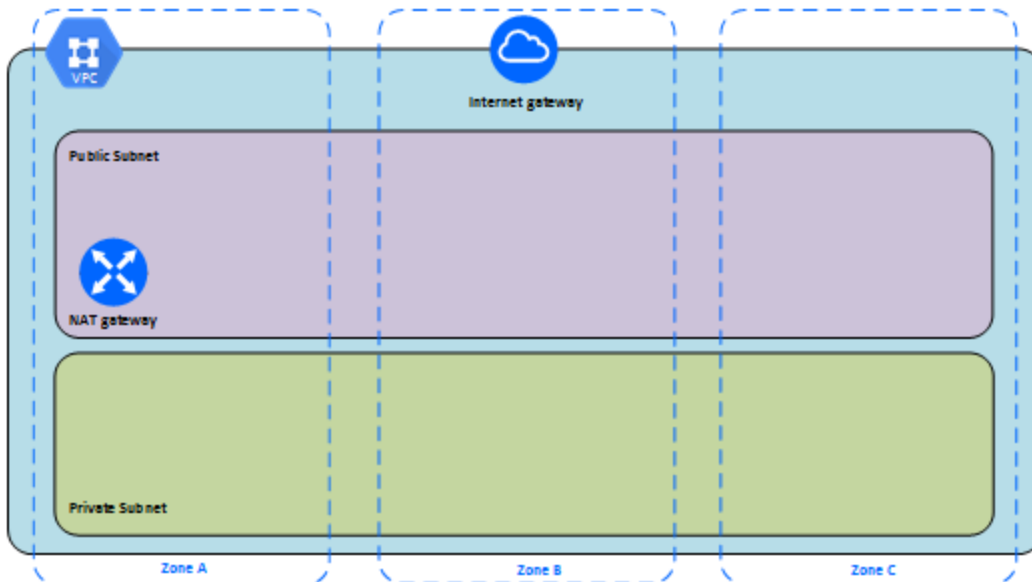 VPC
Internet gateway
Public Subnet
NAT gateway
Private Subnet
Zone A
Zone B
Zone C